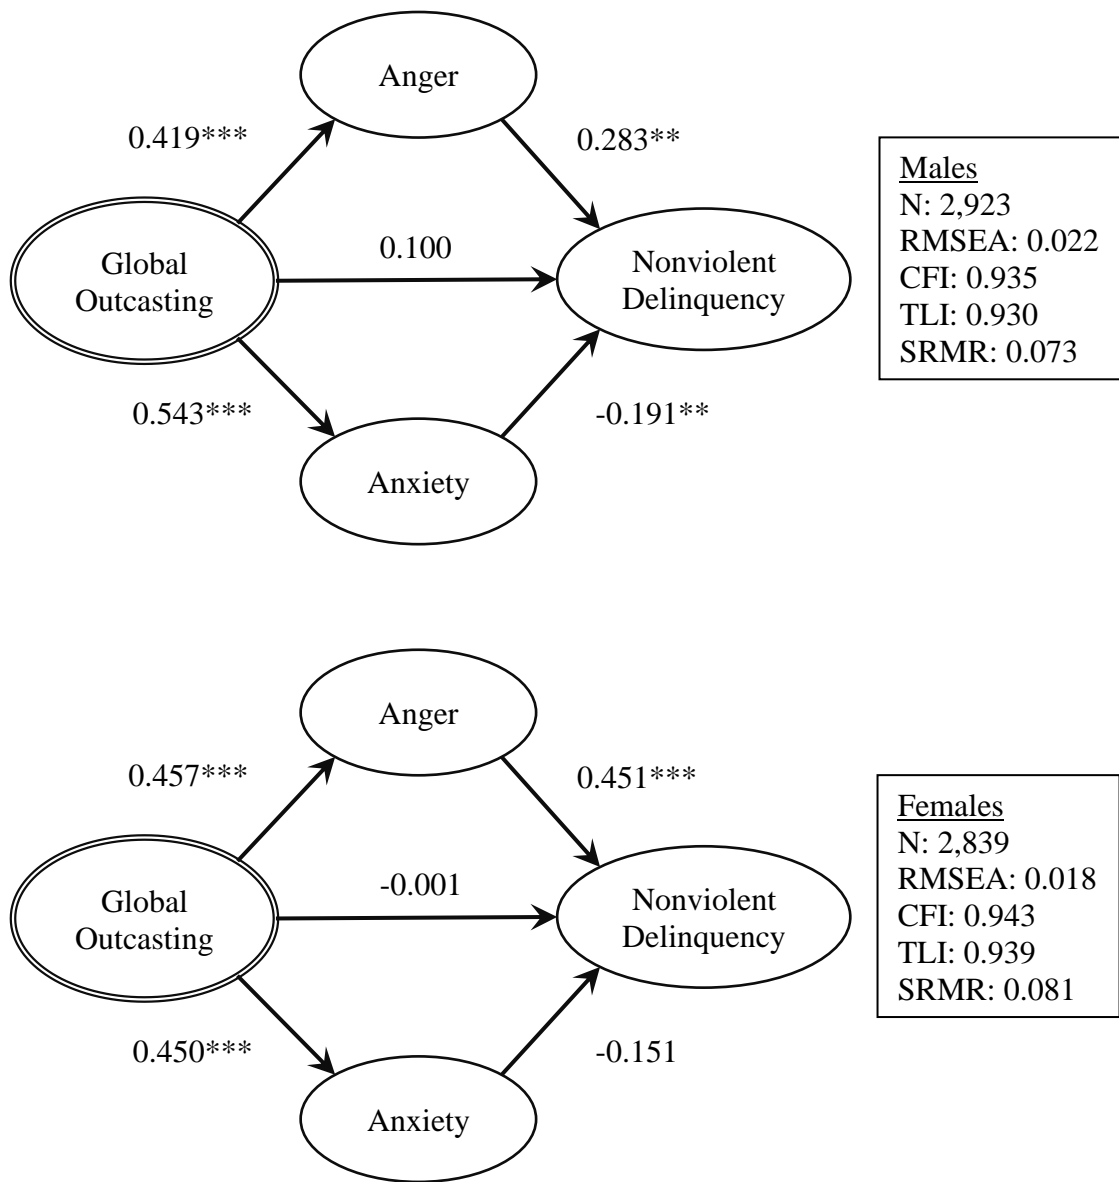 Anger
0.419***
0.283**
Global
Outcasting
0.100
Nonviolent
Delinquency
0.543***
-0.191**
Anxiety
Males
N: 2,923
RMSEA: 0.022
CFI: 0.935
TLI: 0.930
SRMR: 0.073
Anger
0.457***
0.451***
Global
Outcasting
-0.001
Nonviolent
Delinquency
0.450***
-0.151
Anxiety
Females
N: 2,839
RMSEA: 0.018
CFI: 0.943
TLI: 0.939
SRMR: 0.081